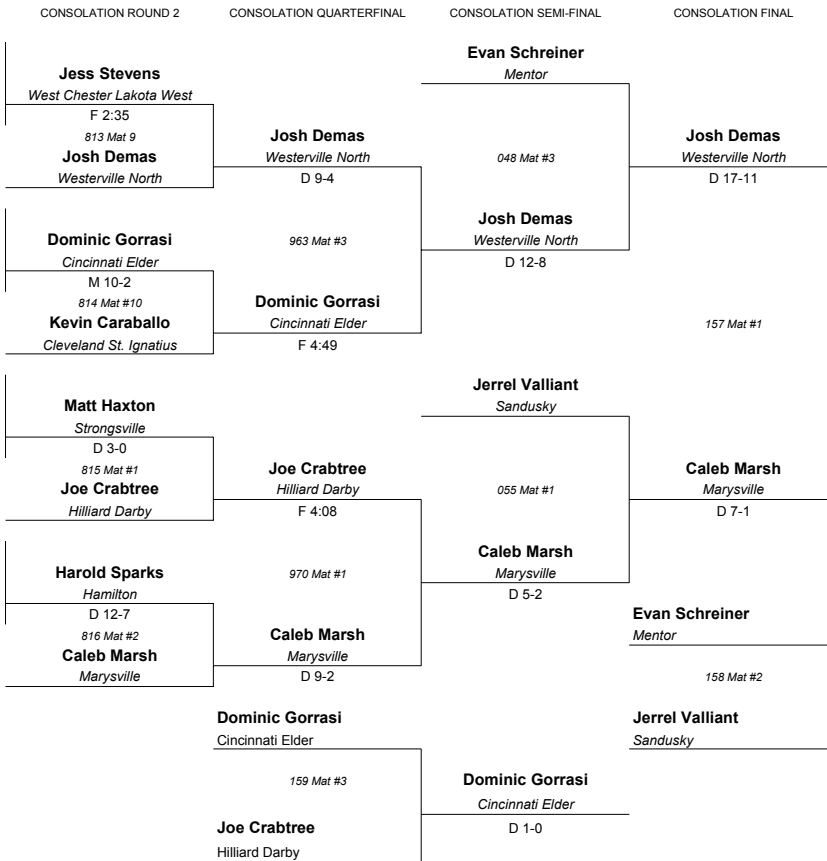 CONSOLATION ROUND 2
CONSOLATION QUARTERFINAL
CONSOLATION SEMI-FINAL
CONSOLATION FINAL
Jess Stevens
West Chester Lakota West
F 2:35
813 Mat 9
Josh Demas
Westerville North
Dominic Gorrasi
Cincinnati Elder
M 10-2
814 Mat #10
Kevin Caraballo
Cleveland St. Ignatius
Matt Haxton
Strongsville
D 3-0
815 Mat #1
Joe Crabtree
Hilliard Darby
Harold Sparks
Hamilton
D 12-7
816 Mat #2
Caleb Marsh
Marysville
Josh Demas
Westerville North
D 9-4
963 Mat #3
Dominic Gorrasi
Cincinnati Elder
F 4:49
Joe Crabtree
Hilliard Darby
F 4:08
970 Mat #1
Caleb Marsh
Marysville
D 9-2
Evan Schreiner
Mentor
048 Mat #3
Josh Demas
Westerville North
D 12-8
Jerrel Valliant
Sandusky
055 Mat #1
Caleb Marsh
Marysville
D 5-2
Josh Demas
Westerville North
D 17-11
157 Mat #1
Caleb Marsh
Marysville
D 7-1
Evan Schreiner
Mentor
158 Mat #2
Jerrel Valliant
Sandusky
Dominic Gorrasi
Cincinnati Elder
159 Mat #3
Joe Crabtree
Hilliard Darby
Dominic Gorrasi
Cincinnati Elder
D 1-0